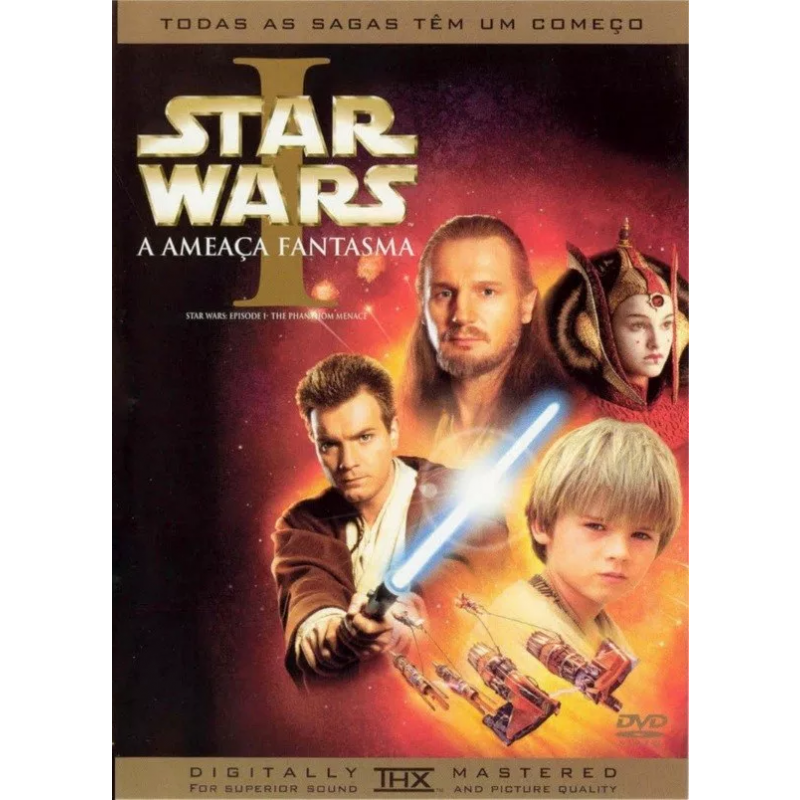 TODAS AS SAGAS TÊM UM COMEÇO
I
STAR
WARS
A AMEAÇA FANTASMA
STAR WARS: EPISODE I - THE PHANTOM MENACE
DVD
DIGITALLY THX MASTERED
FOR SUPERIOR SOUND AND PICTURE QUALITY